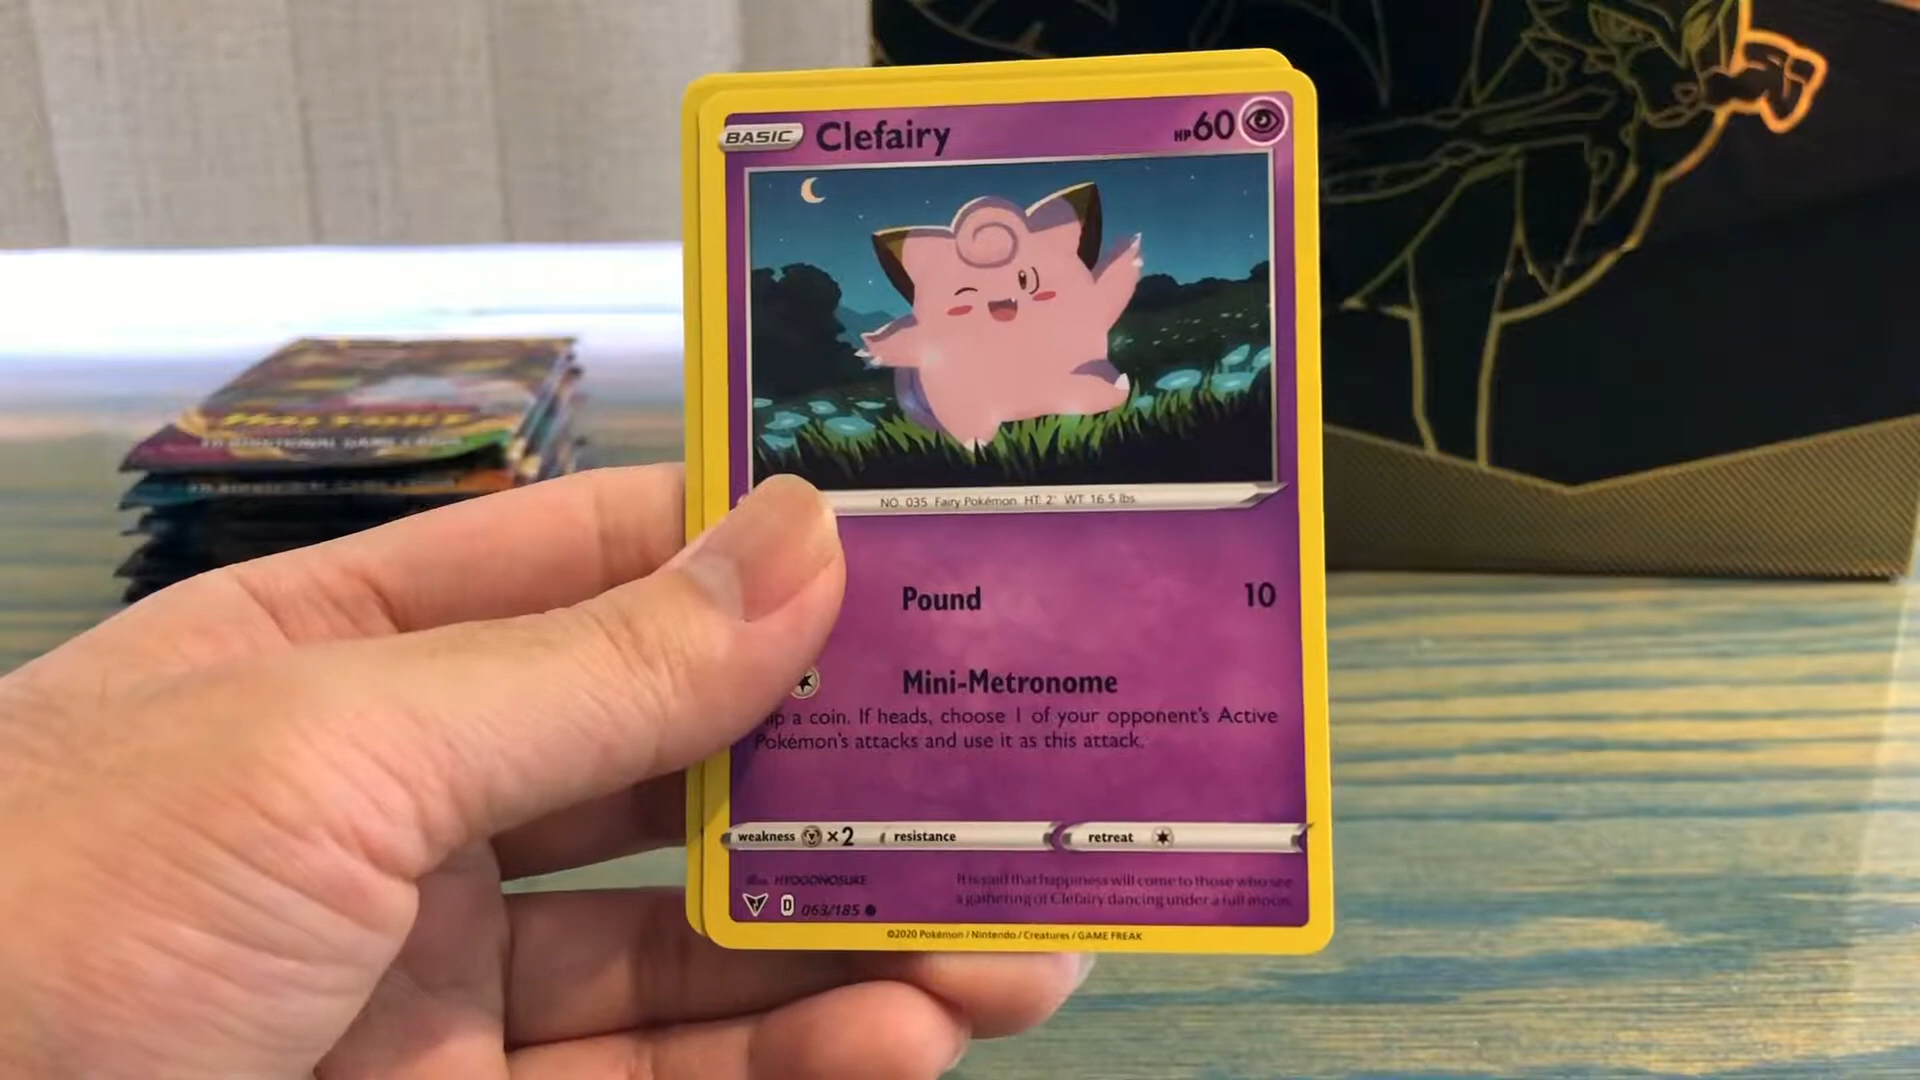 BASIC Clefairy HP60
NO. 035 Fairy Pokémon HT: 2' WT: 16.5 lbs.
Pound 10
Mini-Metronome
a coin. If heads, choose 1 of your opponent's Active
Pokémon's attacks and use it as this attack.
weakness ×2 resistance retreat
Illus. HYOGONOSUKE
It is said that happiness will come to those who see
a gathering of Clefairy dancing under a full moon.
D 063/185
©2020 Pokémon / Nintendo / Creatures / GAME FREAK